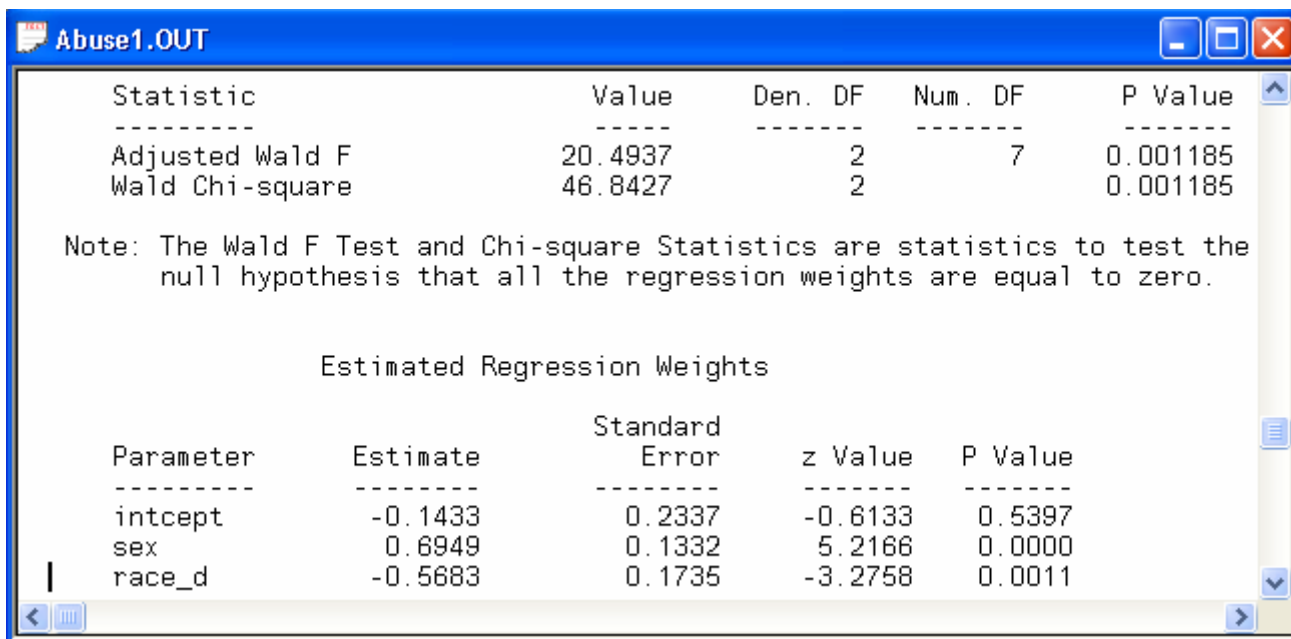 Abuse1.OUT
Statistic Value Den. DF Num. DF P Value
--------- ----- ------- ------- -------
Adjusted Wald F 20.4937 2 7 0.001185
Wald Chi-square 46.8427 2 0.001185
Note: The Wald F Test and Chi-square Statistics are statistics to test the
null hypothesis that all the regression weights are equal to zero.
Estimated Regression Weights
Standard
Parameter Estimate Error z Value P Value
--------- -------- -------- ------- -------
intcept -0.1433 0.2337 -0.6133 0.5397
sex 0.6949 0.1332 5.2166 0.0000
race_d -0.5683 0.1735 -3.2758 0.0011